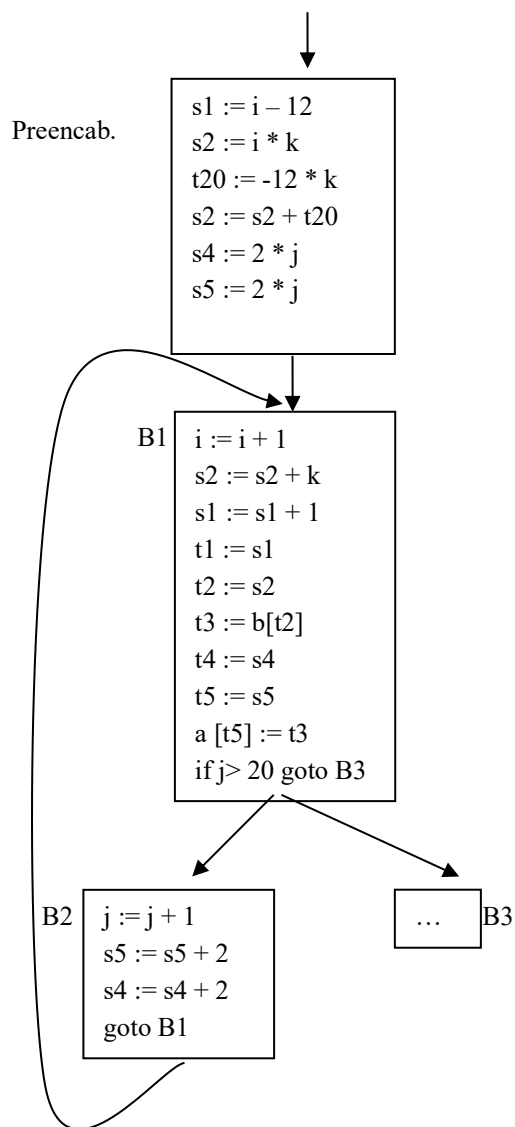 Preencab.
s1 := i – 12
s2 := i * k
t20 := -12 * k
s2 := s2 + t20
s4 := 2 * j
s5 := 2 * j
B1
i := i + 1
s2 := s2 + k
s1 := s1 + 1
t1 := s1
t2 := s2
t3 := b[t2]
t4 := s4
t5 := s5
a [t5] := t3
if j> 20 goto B3
B2
j := j + 1
s5 := s5 + 2
s4 := s4 + 2
goto B1
…
B3